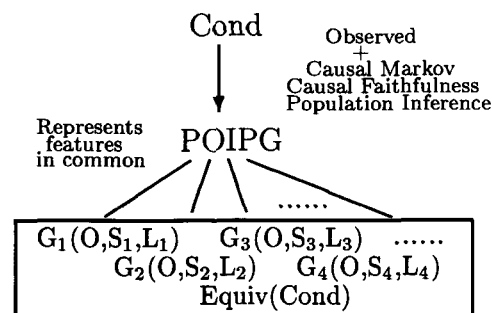 Cond
Observed
+
Causal Markov
Causal Faithfulness
Population Inference
Represents
features
in common
POIPG
......
G₁(O,S₁,L₁) G₃(O,S₃,L₃) ......
G₂(O,S₂,L₂) G₄(O,S₄,L₄)
Equiv(Cond)